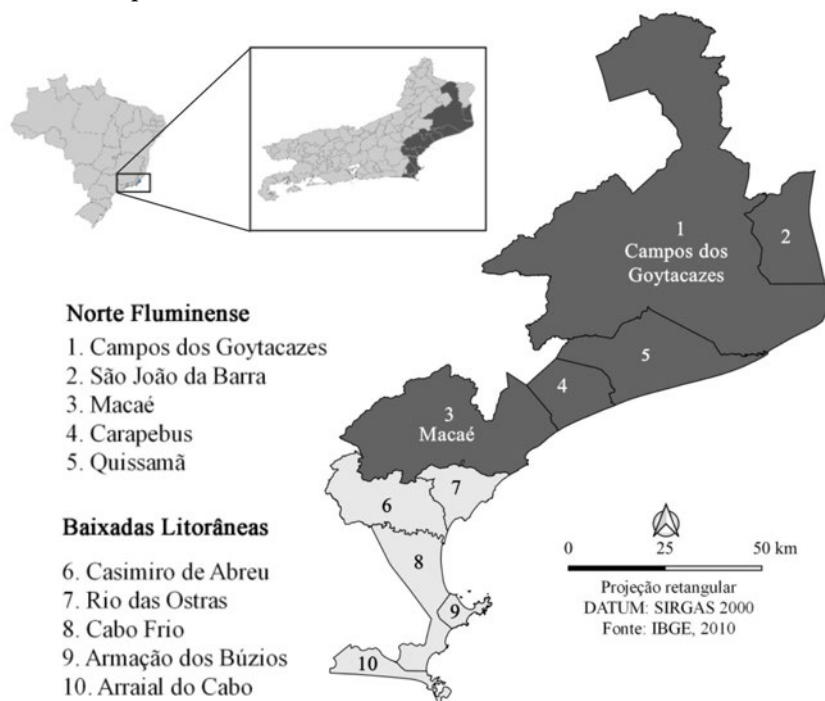 1
Campos dos
Goytacazes
2
Norte Fluminense
1. Campos dos Goytacazes
2. São João da Barra
3. Macaé
4. Carapebus
5. Quissamã
5
4
3
Macaé
7
6
8
9
10
Baixadas Litorâneas
6. Casimiro de Abreu
7. Rio das Ostras
8. Cabo Frio
9. Armação dos Búzios
10. Arraial do Cabo
0 25 50 km
Projeção retangular
DATUM: SIRGAS 2000
Fonte: IBGE, 2010